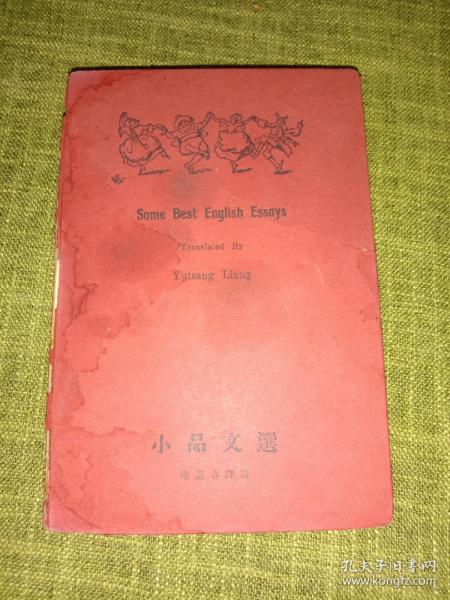 Some Best English Essays
Translated By
Yutsang Liang
小品文選
梁遇春譯註
孔夫子旧书网
www.kongfz.com